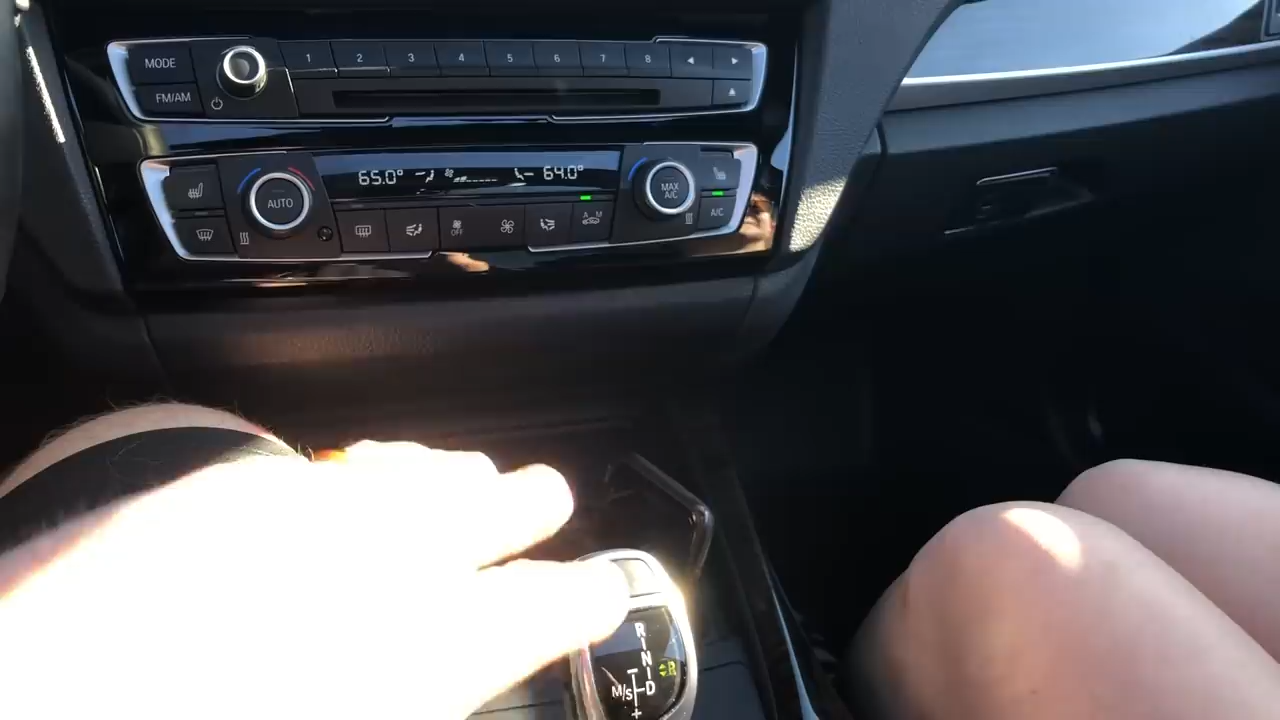 MODE
1 2 3 4 5 6 7 8
FM/AM
65.0° 64.0°
AUTO
MAX
A/C
OFF
A M
A/C
R
N
R
M/S D
+